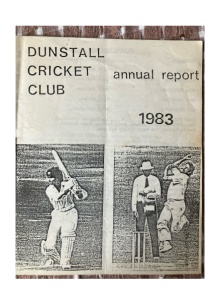 DUNSTALL
CRICKET
CLUB
annual report
1983